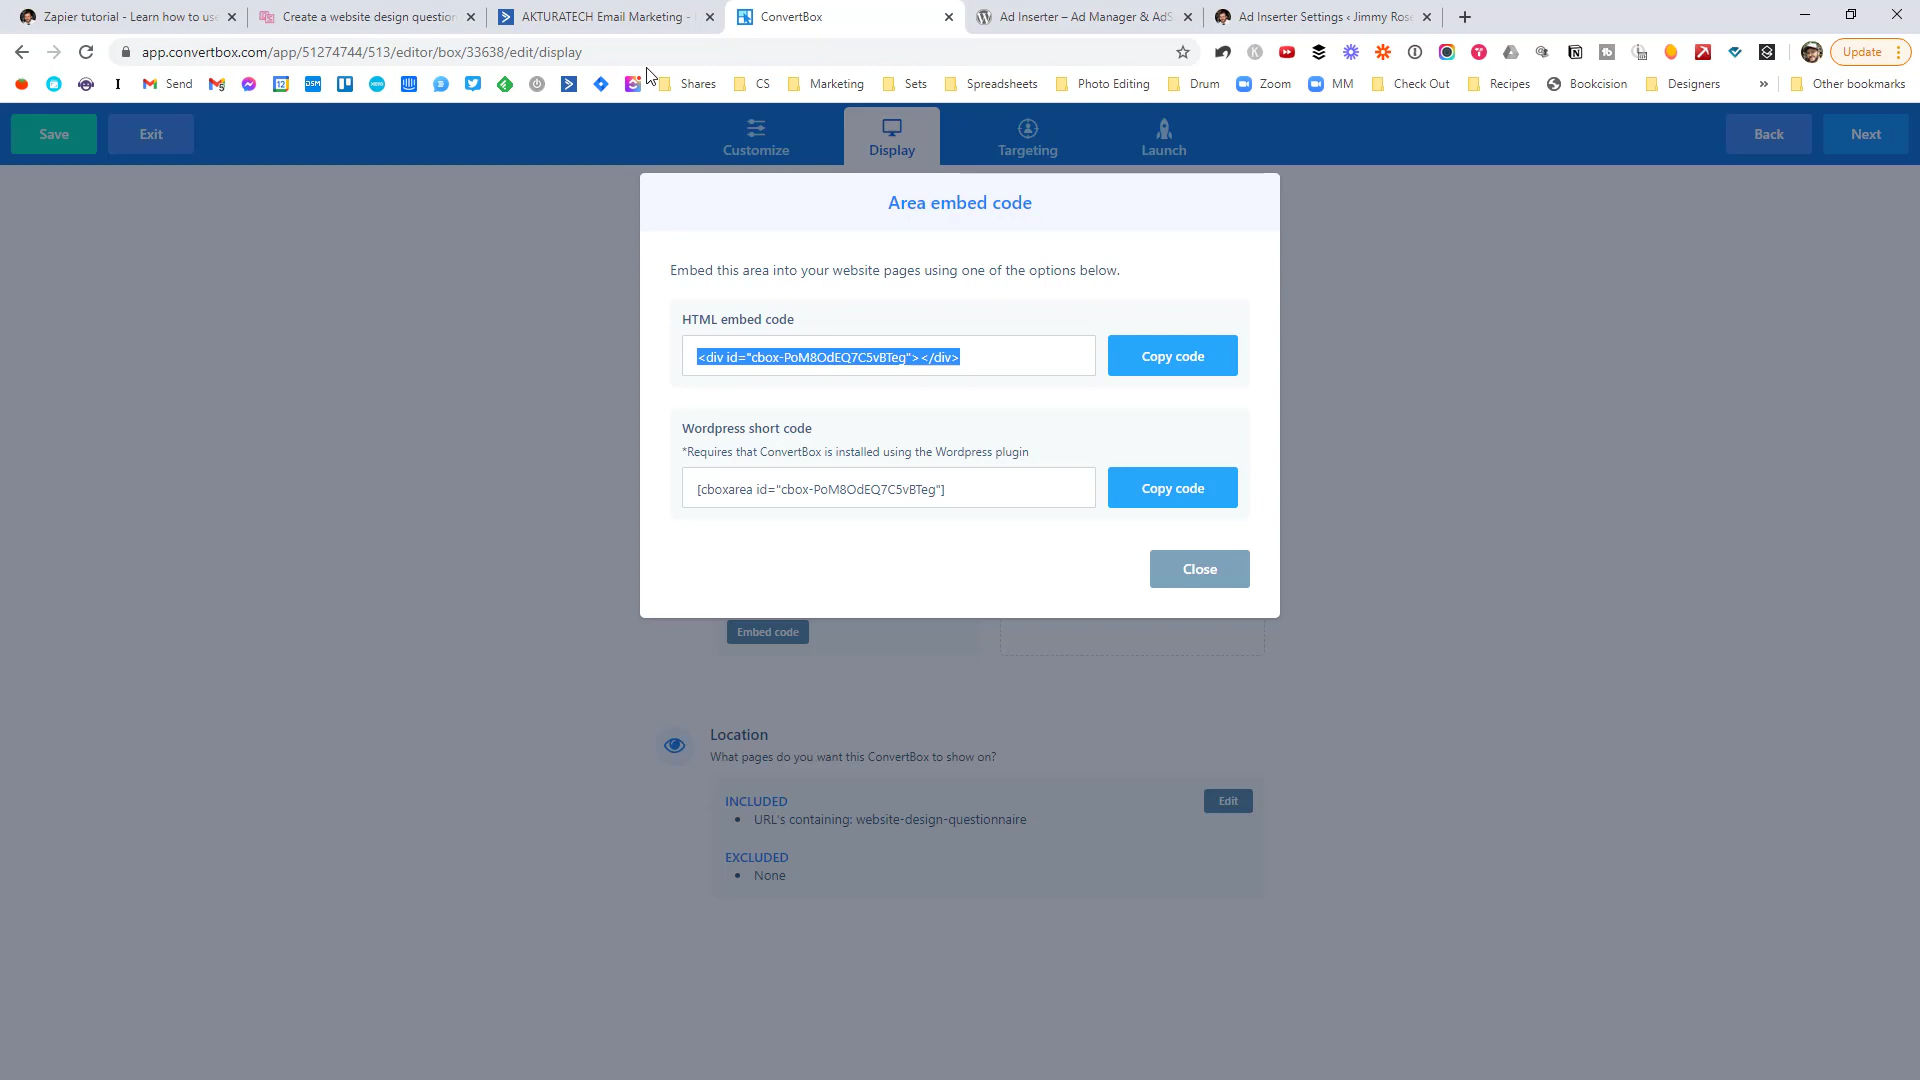 Zapier tutorial - Learn how to use
Create a website design question
AKTURATECH Email Marketing -
ConvertBox
Ad Inserter – Ad Manager & AdS
Ad Inserter Settings ‹ Jimmy Rose
app.convertbox.com/app/51274744/513/editor/box/33638/edit/display
Update
Send
Shares
CS
Marketing
Sets
Spreadsheets
Photo Editing
Drum
Zoom
MM
Check Out
Recipes
Bookcision
Designers
»
Other bookmarks
Save
Exit
Customize
Display
Targeting
Launch
Back
Next
Area embed code
Embed this area into your website pages using one of the options below.
HTML embed code
<div id="cbox-PoM8OdEQ7C5vBTeg"></div>
Copy code
Wordpress short code
*Requires that ConvertBox is installed using the Wordpress plugin
[cboxarea id="cbox-PoM8OdEQ7C5vBTeg"]
Copy code
Close
Embed code
Location
What pages do you want this ConvertBox to show on?
INCLUDED
Edit
• URL's containing: website-design-questionnaire
EXCLUDED
• None